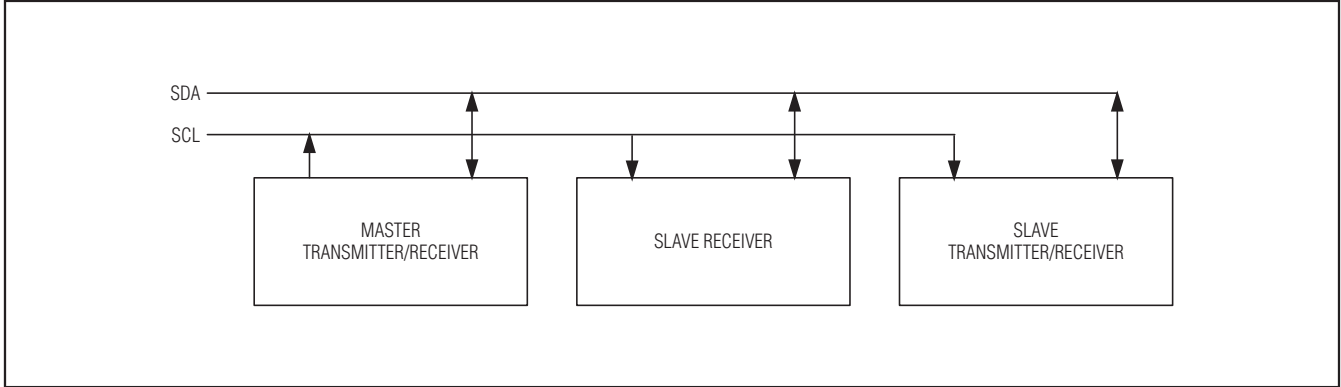 SDA
SCL
MASTER
TRANSMITTER/RECEIVER
SLAVE RECEIVER
SLAVE
TRANSMITTER/RECEIVER